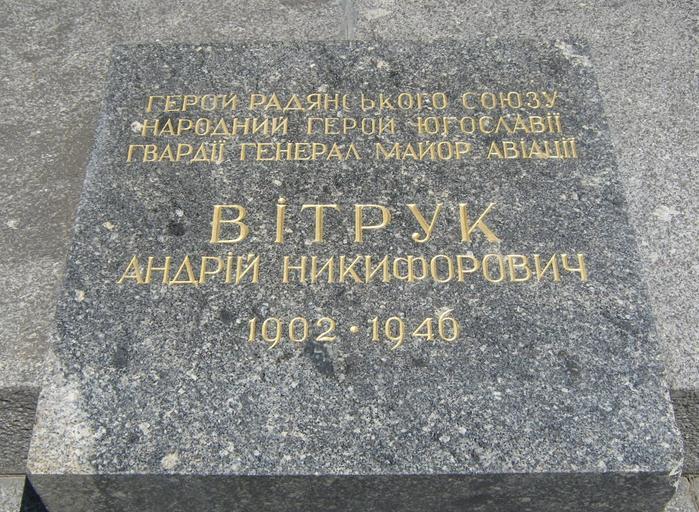 ГЕРОЙ РАДЯНСЬКОГО СОЮЗУ
НАРОДНИЙ ГЕРОЙ ЮГОСЛАВІЇ
ГВАРДІЇ ГЕНЕРАЛ МАЙОР АВІАЦІЇ
ВІТРУК
АНДРІЙ НИКИФОРОВИЧ
1902 · 1946